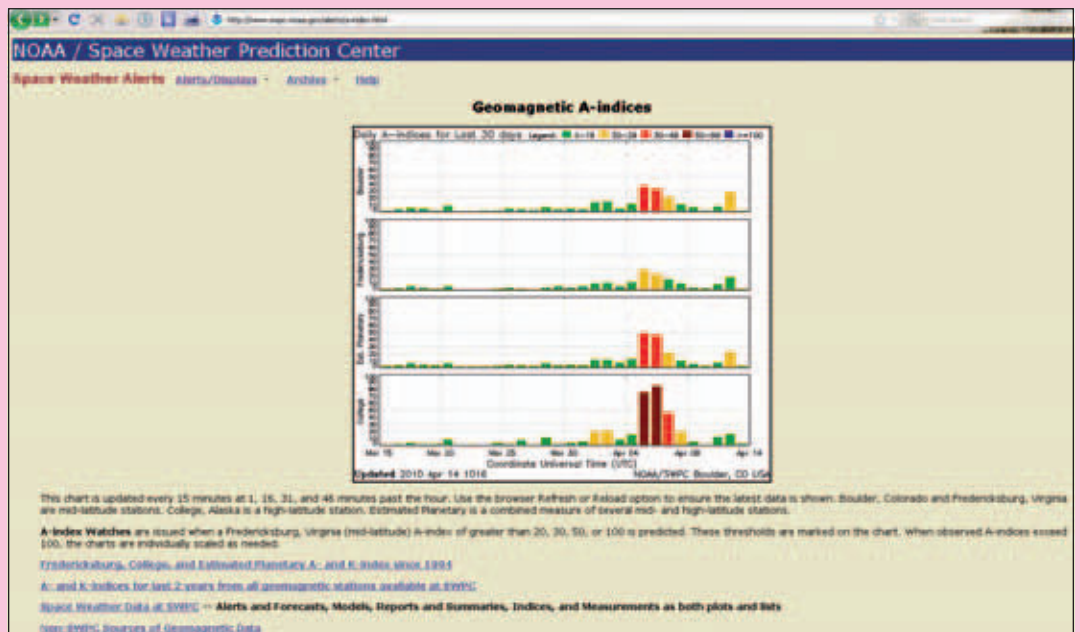 NOAA / Space Weather Prediction Center
Space Weather Alerts Alerts/Displays Archive Help
Geomagnetic A-indices
Daily A-indices for Last 30 days Legend:
Boulder
Fredericksburg
Est. Planetary
College
Mar 15 Mar 20 Mar 25 Mar 30 Apr 04 Apr 09 Apr 14
Coordinate Universal Time (UTC)
Updated 2010 Apr 14 1016 NOAA/SWPC Boulder, CO USA
This chart is updated every 15 minutes at 1, 16, 31, and 46 minutes past the hour. Use the browser Refresh or Reload option to ensure the latest data is shown. Boulder, Colorado and Fredericksburg, Virginia
are mid-latitude stations. College, Alaska is a high-latitude station. Estimated Planetary is a combined measure of several mid- and high-latitude stations.
A-index Watches are issued when a Fredericksburg, Virginia (mid-latitude) A-index of greater than 20, 30, 50, or 100 is predicted. These thresholds are marked on the chart. When observed A-indices exceed
100, the charts are individually scaled as needed.
Fredericksburg, College, and Estimated Planetary A- and K-index since 1994
A- and K-indices for last 2 years from all geomagnetic stations available at SWPC
Space Weather Data at SWPC -- Alerts and Forecasts, Models, Reports and Summaries, Indices, and Measurements as both plots and lists
Non-SWPC Sources of Geomagnetic Data